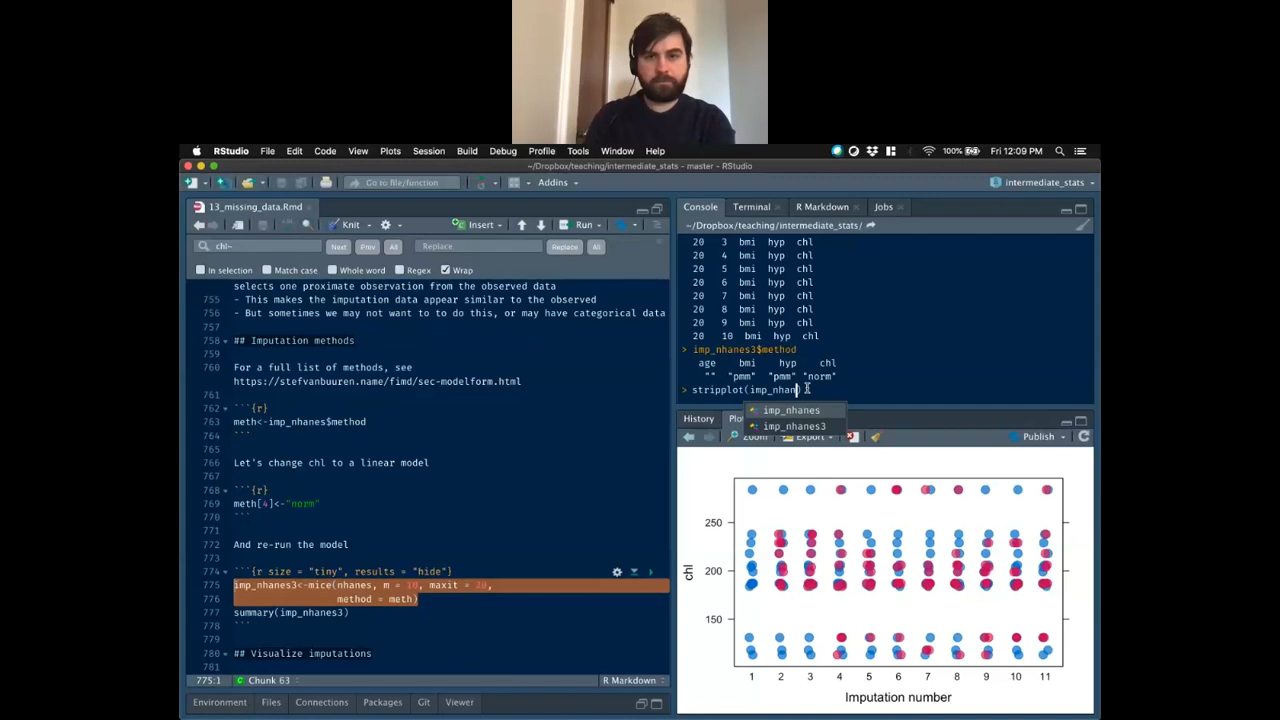 RStudio File Edit Code View Plots Session Build Debug Profile Tools Window Help 100% Fri 12:09 PM
~/Dropbox/teaching/intermediate_stats - master - RStudio
Go to file/function Addins intermediate_stats
13_missing_data.Rmd
Knit Insert Run
chl~ Next Prev All Replace Replace All
In selection Match case Whole word Regex Wrap
selects one proximate observation from the observed data
755 - This makes the imputation data appear similar to the observed
756 - But sometimes we may not want to to do this, or may have categorical data
757
758 ## Imputation methods
759
760 For a full list of methods, see
https://stefvanbuuren.name/fimd/sec-modelform.html
761
762 ```{r}
763 meth<-imp_nhanes$method
764 ```
765
766 Let's change chl to a linear model
767
768 ```{r}
769 meth[4]<-"norm"
770 ```
771
772 And re-run the model
773
774 ```{r size = "tiny", results = "hide"}
775 imp_nhanes3<-mice(nhanes, m = 10, maxit = 20,
776 method = meth)
777 summary(imp_nhanes3)
778 ```
779
780 ## Visualize imputations
781
775:1 Chunk 63 R Markdown
Environment Files Connections Packages Git Viewer
Console Terminal R Markdown Jobs
~/Dropbox/teaching/intermediate_stats/
20 3 bmi hyp chl
20 4 bmi hyp chl
20 5 bmi hyp chl
20 6 bmi hyp chl
20 7 bmi hyp chl
20 8 bmi hyp chl
20 9 bmi hyp chl
20 10 bmi hyp chl
> imp_nhanes3$method
age bmi hyp chl
"" "pmm" "pmm" "norm"
> stripplot(imp_nhan)
imp_nhanes
imp_nhanes3
History
Zoom Export Publish
250
200
150
chl
1 2 3 4 5 6 7 8 9 10 11
Imputation number